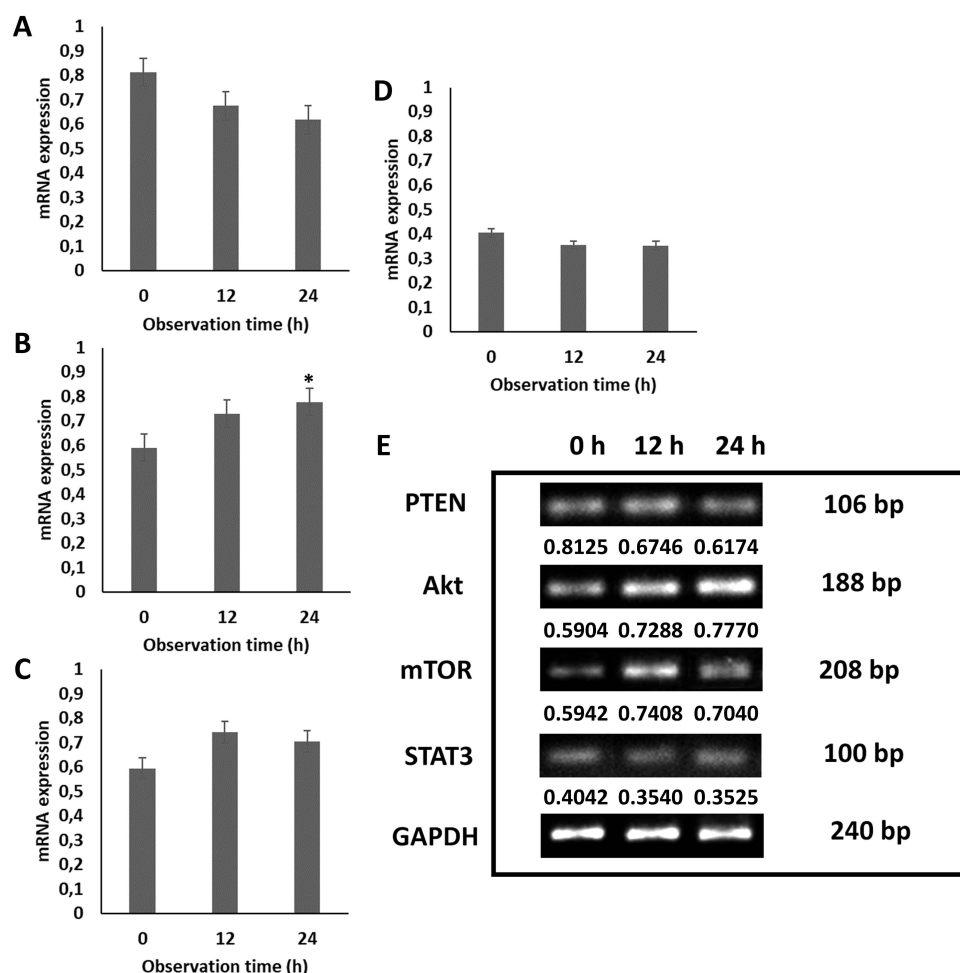 A
1
0,9
0,8
0,7
0,6
0,5
0,4
0,3
0,2
0,1
0
mRNA expression
0 12 24
Observation time (h)
B
1
0,9
0,8
0,7
0,6
0,5
0,4
0,3
0,2
0,1
0
mRNA expression
*
0 12 24
Observation time (h)
C
1
0,9
0,8
0,7
0,6
0,5
0,4
0,3
0,2
0,1
0
mRNA expression
0 12 24
Observation time (h)
D
1
0,9
0,8
0,7
0,6
0,5
0,4
0,3
0,2
0,1
0
mRNA expression
0 12 24
Observation time (h)
E
0 h 12 h 24 h
PTEN 106 bp
0.8125 0.6746 0.6174
Akt 188 bp
0.5904 0.7288 0.7770
mTOR 208 bp
0.5942 0.7408 0.7040
STAT3 100 bp
0.4042 0.3540 0.3525
GAPDH 240 bp